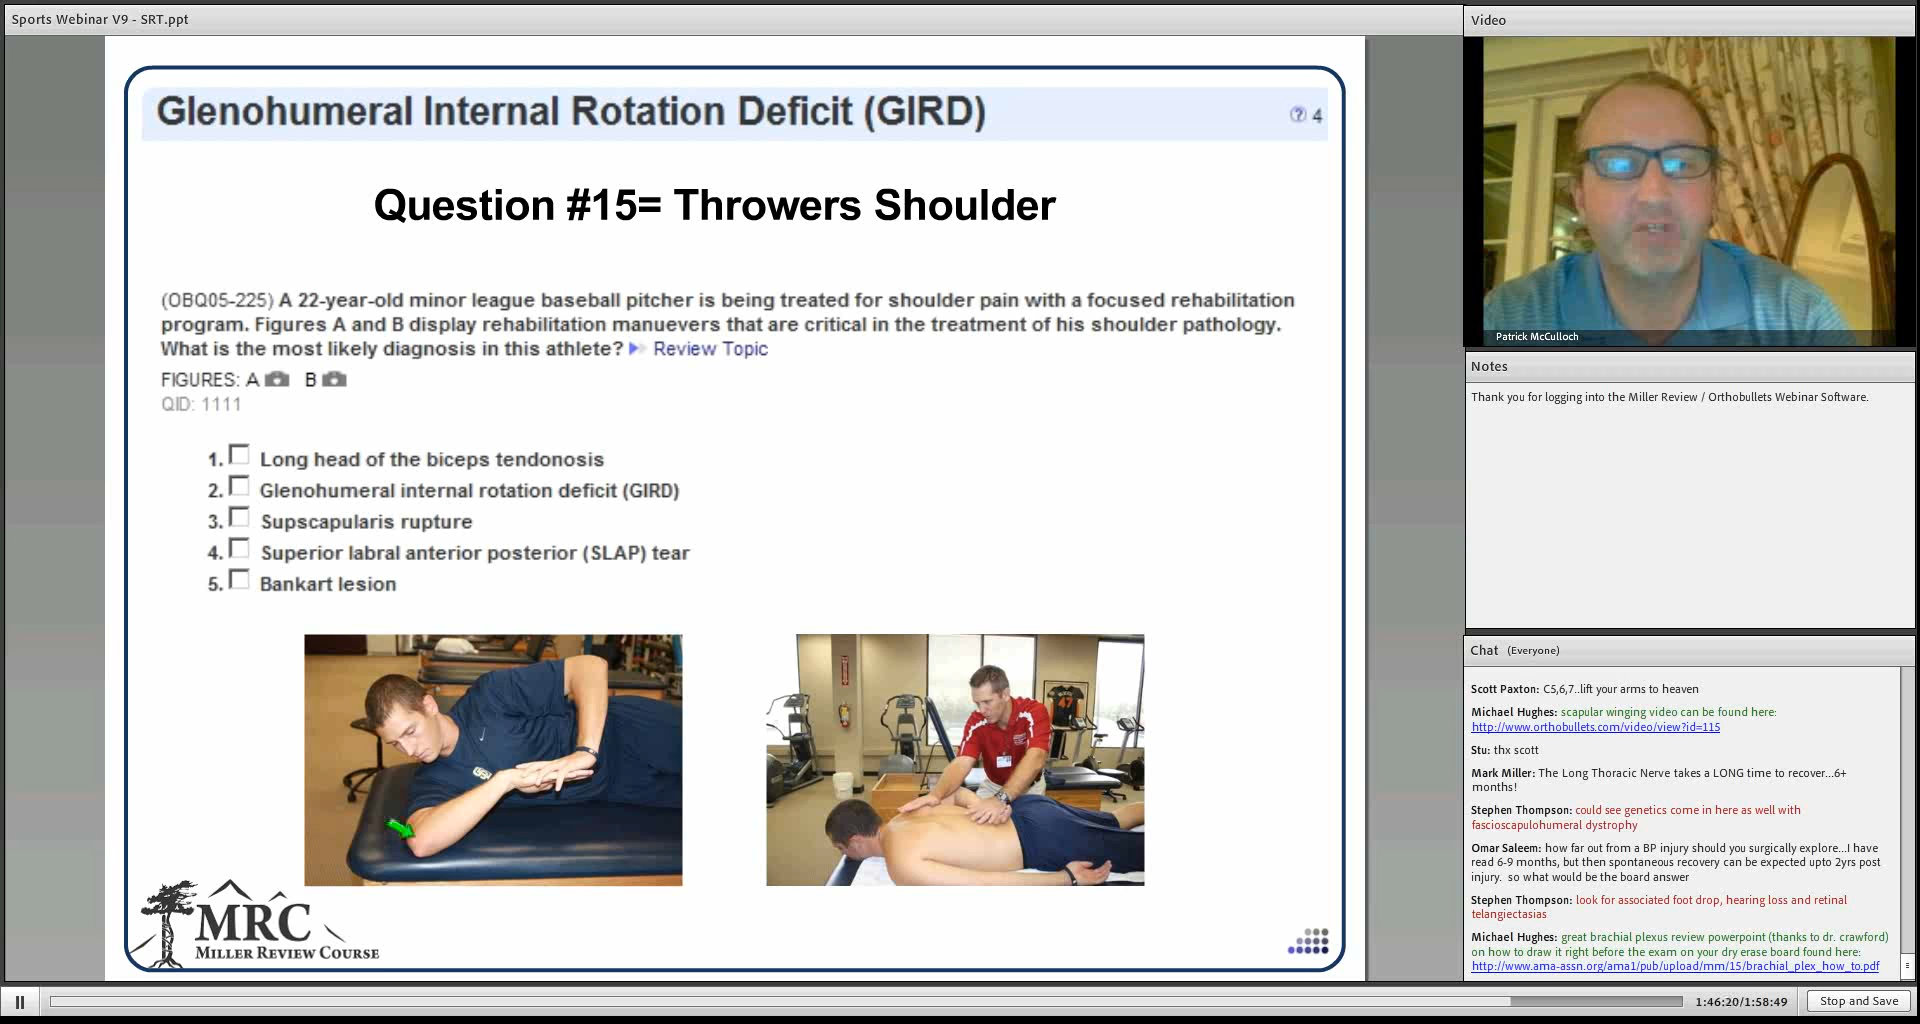 Sports Webinar V9 - SRT.ppt
Glenohumeral Internal Rotation Deficit (GIRD)
? 4
Question #15= Throwers Shoulder
(OBQ05-225) A 22-year-old minor league baseball pitcher is being treated for shoulder pain with a focused rehabilitation
program. Figures A and B display rehabilitation manuevers that are critical in the treatment of his shoulder pathology.
What is the most likely diagnosis in this athlete? Review Topic
FIGURES: A B
QID: 1111
1. Long head of the biceps tendonosis
2. Glenohumeral internal rotation deficit (GIRD)
3. Supscapularis rupture
4. Superior labral anterior posterior (SLAP) tear
5. Bankart lesion
47
MRC
MILLER REVIEW COURSE
Video
Patrick McCulloch
Notes
Thank you for logging into the Miller Review / Orthobullets Webinar Software.
Chat (Everyone)
Scott Paxton: C5,6,7..lift your arms to heaven
Michael Hughes: scapular winging video can be found here:
http://www.orthobullets.com/video/view?id=115
Stu: thx scott
Mark Miller: The Long Thoracic Nerve takes a LONG time to recover...6+
months!
Stephen Thompson: could see genetics come in here as well with
fascioscapulohumeral dystrophy
Omar Saleem: how far out from a BP injury should you surgically explore...I have
read 6-9 months, but then spontaneous recovery can be expected upto 2yrs post
injury. so what would be the board answer
Stephen Thompson: look for associated foot drop, hearing loss and retinal
telangiectasias
Michael Hughes: great brachial plexus review powerpoint (thanks to dr. crawford)
on how to draw it right before the exam on your dry erase board found here:
http://www.ama-assn.org/ama1/pub/upload/mm/15/brachial_plex_how_to.pdf
1:46:20/1:58:49
Stop and Save